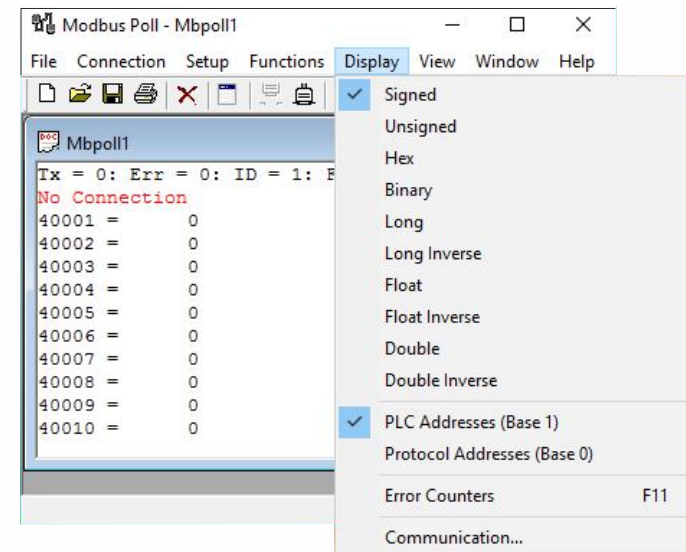 Modbus Poll - Mbpoll1
File Connection Setup Functions Display View Window Help
Mbpoll1
Tx = 0: Err = 0: ID = 1: F
No Connection
40001 = 0
40002 = 0
40003 = 0
40004 = 0
40005 = 0
40006 = 0
40007 = 0
40008 = 0
40009 = 0
40010 = 0
Signed
Unsigned
Hex
Binary
Long
Long Inverse
Float
Float Inverse
Double
Double Inverse
PLC Addresses (Base 1)
Protocol Addresses (Base 0)
Error Counters F11
Communication...